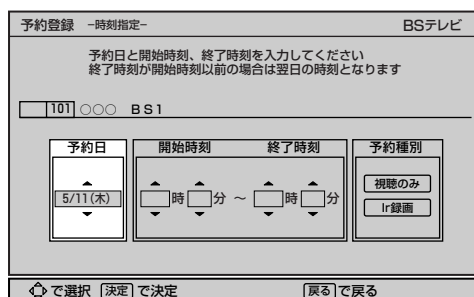 予約登録 −時刻指定− BSテレビ
予約日と開始時刻、終了時刻を入力してください
終了時刻が開始時刻以前の場合は翌日の時刻となります
101 ○○○ BS1
予約日 開始時刻 終了時刻 予約種別
5/11(木) 時 分 ～ 時 分 視聴のみ
Ir録画
で選択 決定 で決定 戻る で戻る